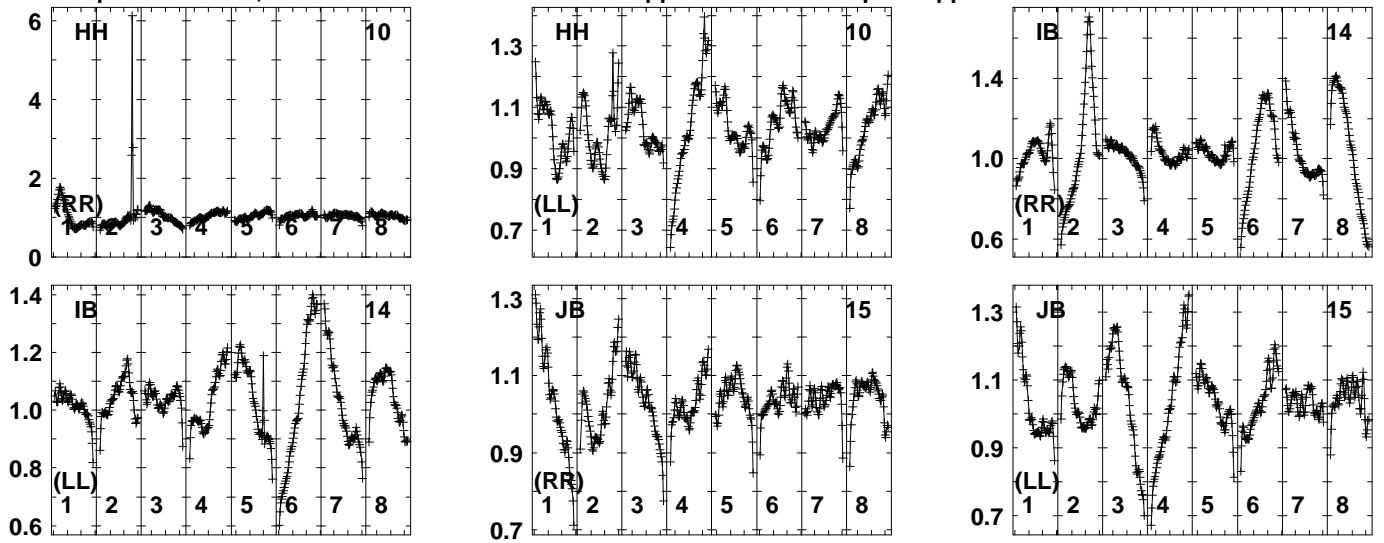 6 HH 10
4
2
(RR)
1 2 3 4 5 6 7 8
0
HH 10
1.3
1.1
0.9
(LL)
0.7 1 2 3 4 5 6 7 8
IB 14
1.4
1.0
(RR)
0.6 1 2 3 4 5 6 7 8
1.4 IB 14
1.2
1.0
0.8
(LL)
1 2 3 4 5 6 7 8
0.6
1.3 JB 15
1.1
0.9
(RR)
1 2 3 4 5 6 7 8
0.7
1.3 JB 15
1.1
0.9
(LL)
0.7 1 2 3 4 5 6 7 8